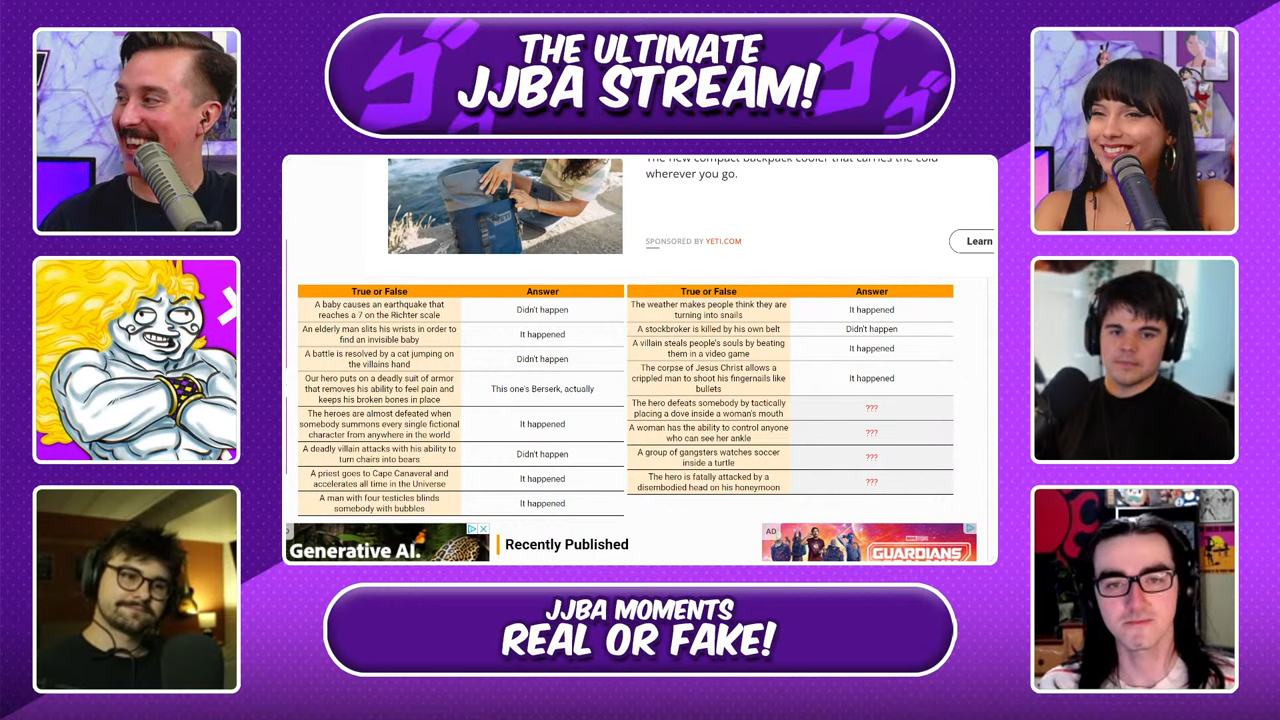 THE ULTIMATE
JJBA STREAM!
ゴ
ゴ
ゴ
wherever you go.
SPONSORED BY YETI.COM
Learn
True or False
Answer
A baby causes an earthquake that
reaches a 7 on the Richter scale
Didn't happen
An elderly man slits his wrists in order to
find an invisible baby
It happened
A battle is resolved by a cat jumping on
the villains hand
Didn't happen
Our hero puts on a deadly suit of armor
that removes his ability to feel pain and
keeps his broken bones in place
This one's Berserk, actually
The heroes are almost defeated when
somebody summons every single fictional
character from anywhere in the world
It happened
A deadly villain attacks with his ability to
turn chairs into bears
Didn't happen
A priest goes to Cape Canaveral and
accelerates all time in the Universe
It happened
A man with four testicles blinds
somebody with bubbles
It happened
True or False
Answer
The weather makes people think they are
turning into snails
It happened
A stockbroker is killed by his own belt
Didn't happen
A villain steals people's souls by beating
them in a video game
It happened
The corpse of Jesus Christ allows a
crippled man to shoot his fingernails like
bullets
It happened
The hero defeats somebody by tactically
placing a dove inside a woman's mouth
???
A woman has the ability to control anyone
who can see her ankle
???
A group of gangsters watches soccer
inside a turtle
???
The hero is fatally attacked by a
disembodied head on his honeymoon
???
Generative AI.
Recently Published
AD
GUARDIANS
JJBA MOMENTS
REAL OR FAKE!